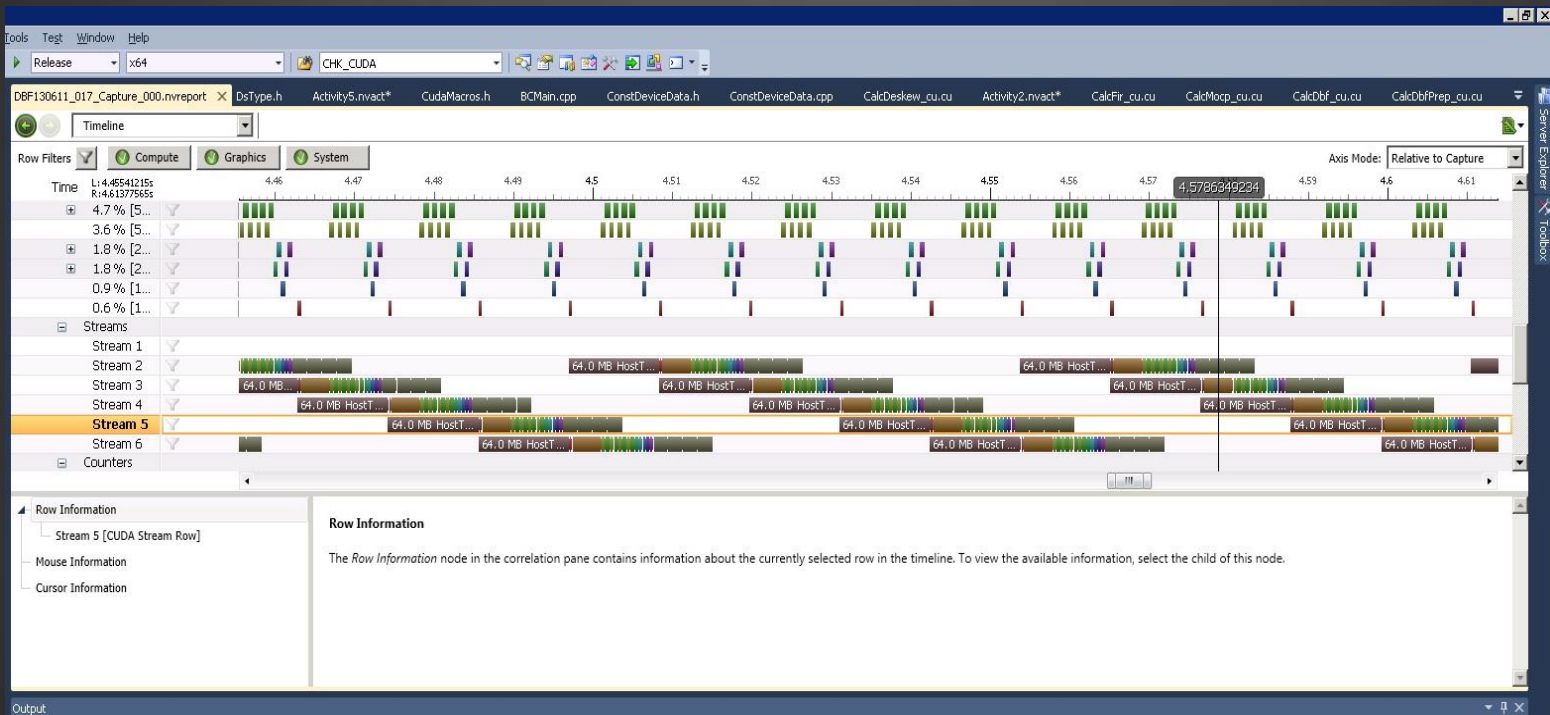 Tools Test Window Help
Release x64 CHK_CUDA
DBF130611_017_Capture_000.nvreport DsType.h Activity5.nvact* CudaMacros.h BCMain.cpp ConstDeviceData.h ConstDeviceData.cpp CalcDeskew_cu.cu Activity2.nvact* CalcFir_cu.cu CalcMocp_cu.cu CalcDbf_cu.cu CalcDbfPrep_cu.cu
Timeline
Row Filters Compute Graphics System Axis Mode: Relative to Capture
Time L:4.45541215s
R:4.61377565s
4.46 4.47 4.48 4.49 4.5 4.51 4.52 4.53 4.54 4.55 4.56 4.57 4.5786349234 4.59 4.6 4.61
4.7 % [5...
3.6 % [5...
1.8 % [2...
1.8 % [2...
0.9 % [1...
0.6 % [1...
Streams
Stream 1
Stream 2 64.0 MB HostT... 64.0 MB HostT...
Stream 3 64.0 MB... 64.0 MB HostT... 64.0 MB HostT...
Stream 4 64.0 MB HostT... 64.0 MB HostT... 64.0 MB HostT...
Stream 5 64.0 MB HostT... 64.0 MB HostT... 64.0 MB HostT...
Stream 6 64.0 MB HostT... 64.0 MB HostT... 64.0 MB HostT...
Counters
Row Information
Stream 5 [CUDA Stream Row]
Mouse Information
Cursor Information
Row Information
The Row Information node in the correlation pane contains information about the currently selected row in the timeline. To view the available information, select the child of this node.
Server Explorer
Toolbox
Output